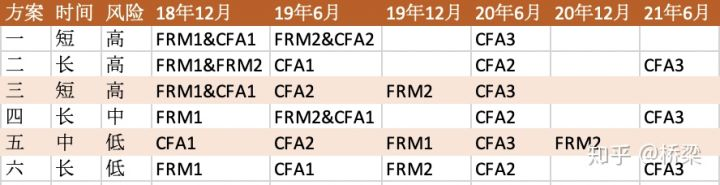 方案 时间 风险 18年12月 19年6月 19年12月 20年6月 20年12月 21年6月
一 短 高 FRM1&CFA1 FRM2&CFA2 CFA3
二 长 高 FRM1&FRM2 CFA1 CFA2 CFA3
三 短 高 FRM1&CFA1 CFA2 FRM2 CFA3
四 长 中 FRM1 FRM2&CFA1 CFA2 CFA3
五 中 低 CFA1 CFA2 FRM1 CFA3 FRM2
六 长 低 FRM1 CFA1 FRM2 CFA2 CFA3
知乎 @桥梁